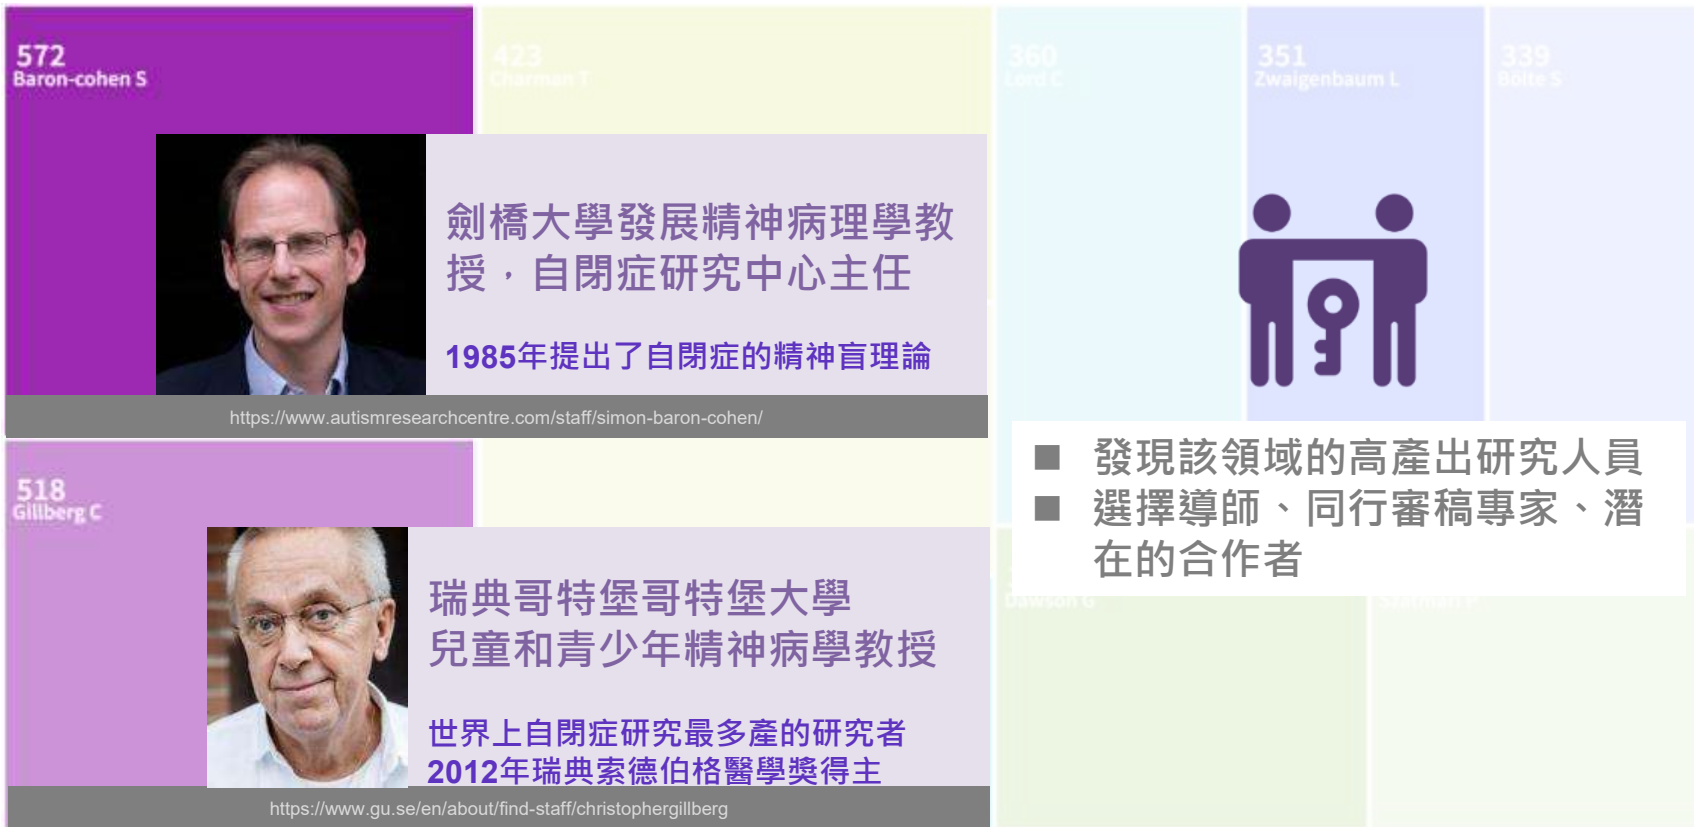 572
Baron-cohen S
423
Charman T
360
Lord C
351
Zwaigenbaum L
339
Bölte S
劍橋大學發展精神病理學教
授，自閉症研究中心主任
1985年提出了自閉症的精神盲理論
https://www.autismresearchcentre.com/staff/simon-baron-cohen/
518
Gillberg C
瑞典哥特堡哥特堡大學
兒童和青少年精神病學教授
世界上自閉症研究最多產的研究者
2012年瑞典索德伯格醫學獎得主
https://www.gu.se/en/about/find-staff/christophergillberg
■ 發現該領域的高產出研究人員
■ 選擇導師、同行審稿專家、潛
在的合作者
Dawson G